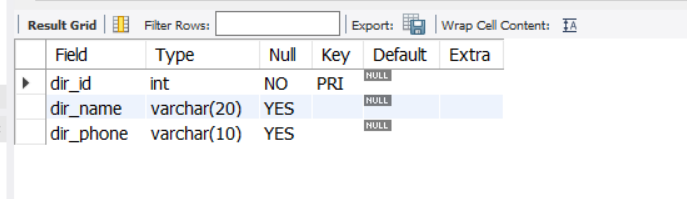 Result Grid Filter Rows: Export: Wrap Cell Content: IA
Field Type Null Key Default Extra
dir_id int NO PRI NULL
dir_name varchar(20) YES NULL
dir_phone varchar(10) YES NULL